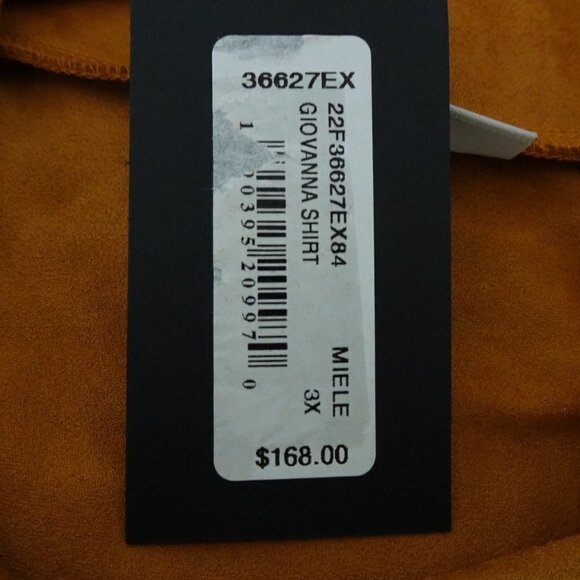 36627EX
22F36627EX84
GIOVANNA SHIRT
MIELE
3X
$168.00